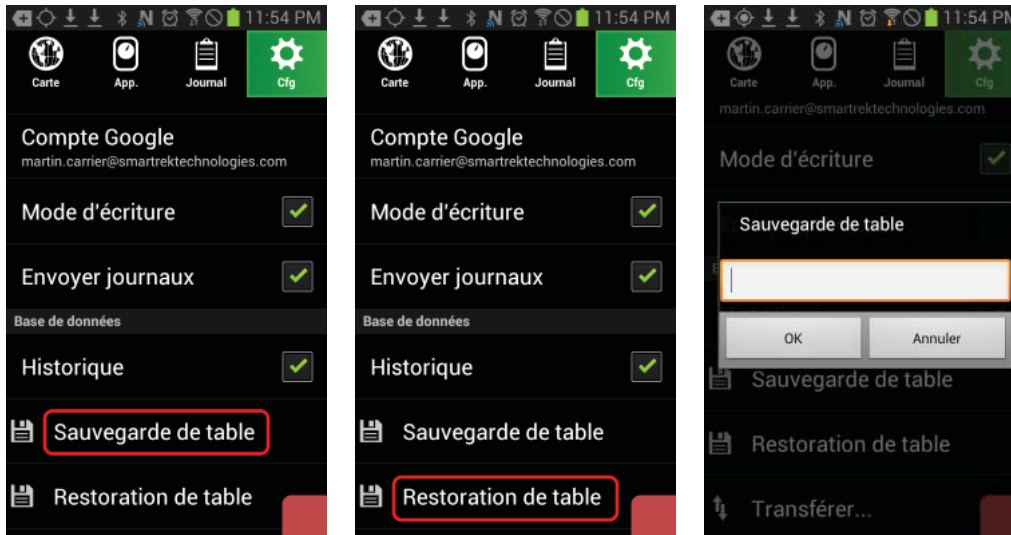 11:54 PM
Carte App. Journal Cfg
Compte Google
martin.carrier@smartrektechnologies.com
Mode d'écriture
Envoyer journaux
Base de données
Historique
Sauvegarde de table
Restoration de table
11:54 PM
Carte App. Journal Cfg
Compte Google
martin.carrier@smartrektechnologies.com
Mode d'écriture
Envoyer journaux
Base de données
Historique
Sauvegarde de table
Restoration de table
11:54 PM
Carte App. Journal Cfg
martin.carrier@smartrektechnologies.com
Mode d'écriture
Sauvegarde de table
OK Annuler
Sauvegarde de table
Restoration de table
Transférer...